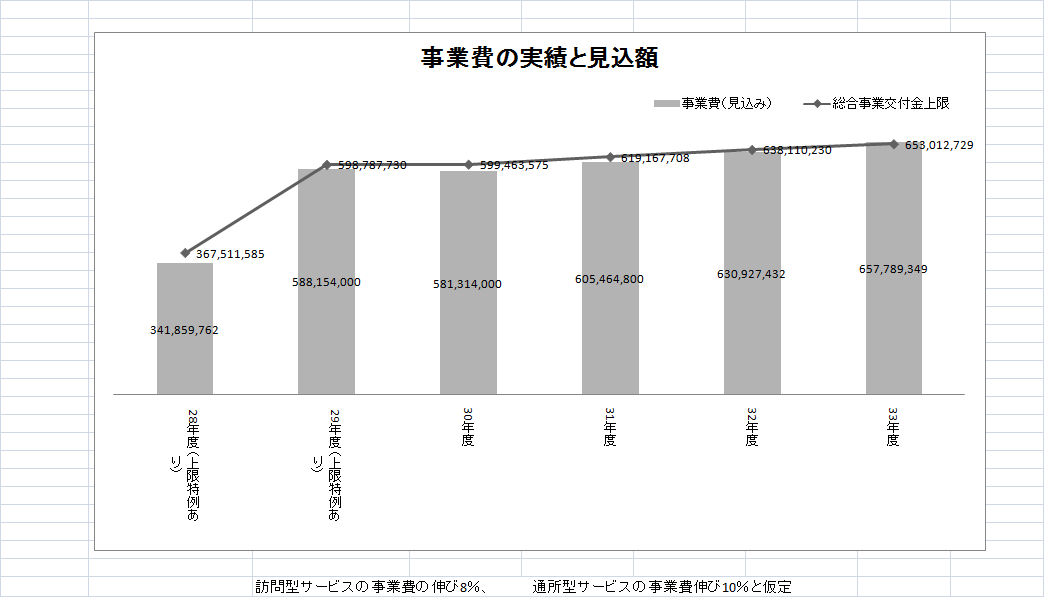 事業費の実績と見込額
事業費(見込み)
総合事業交付金上限
367,511,585
598,787,730
599,463,575
619,167,708
638,110,230
653,012,729
341,859,762
588,154,000
581,314,000
605,464,800
630,927,432
657,789,349
28年度(上限特例あ
り)
29年度(上限特例あ
り)
30年度
31年度
32年度
33年度
訪問型サービスの事業費の伸び8%、 通所型サービスの事業費伸び10%と仮定